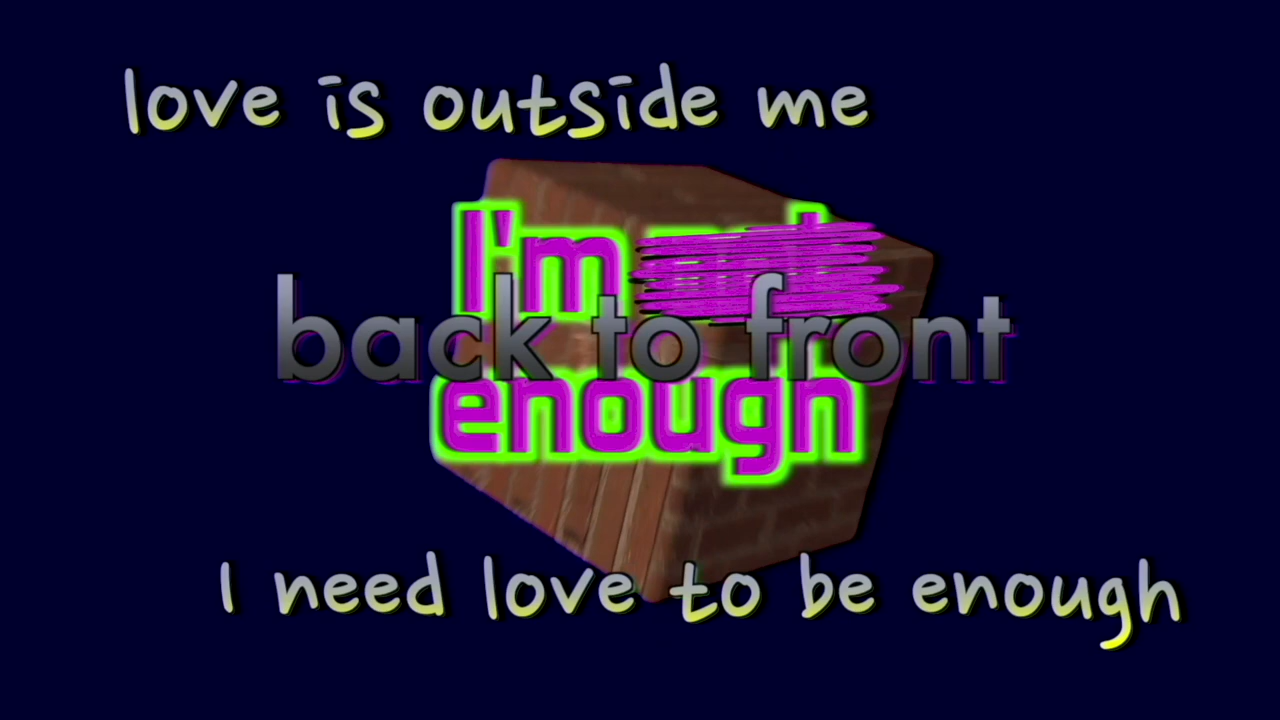 love is outside me
I'm
back to front
enough
I need love to be enough